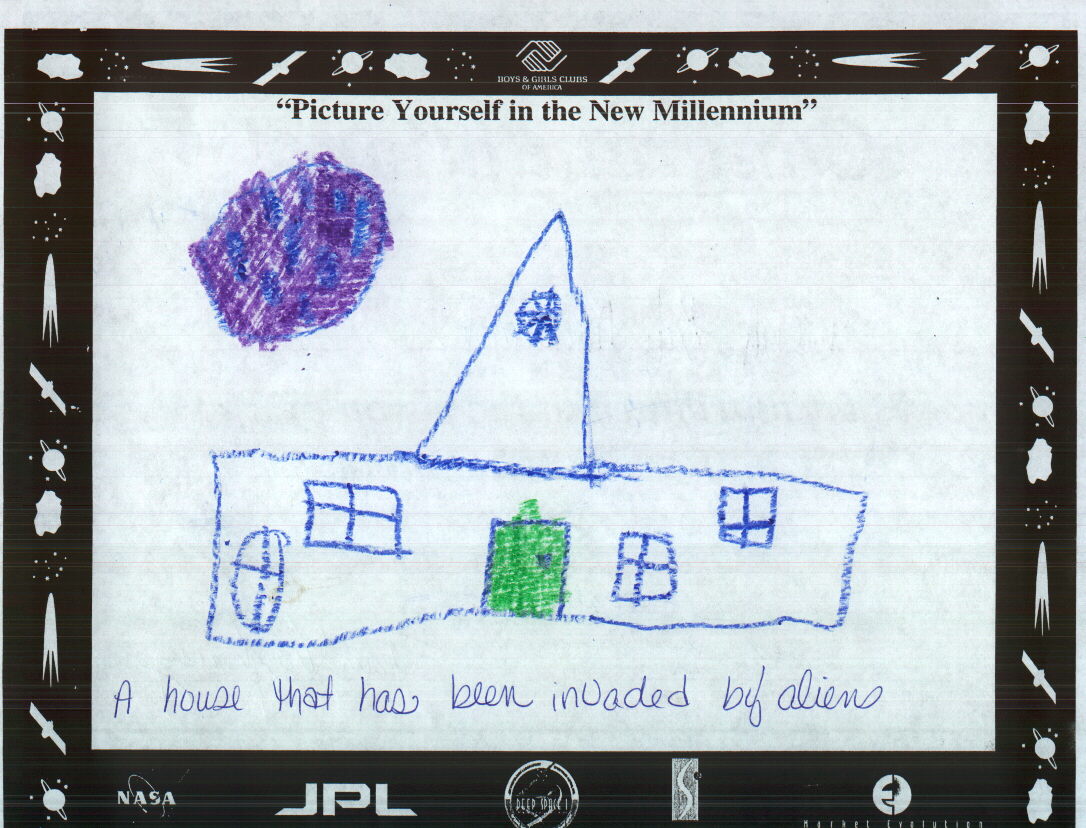 BOYS & GIRLS CLUBS
OF AMERICA
“Picture Yourself in the New Millennium”
A house that has been invaded by aliens
NASA
JPL
DEEP SPACE 1
Market Evolution